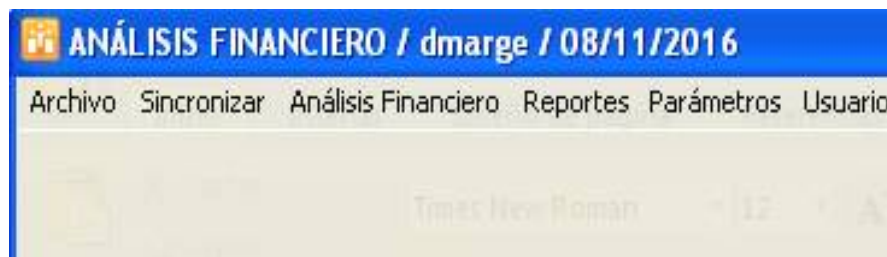 ANÁLISIS FINANCIERO / dmarge / 08/11/2016
Archivo Sincronizar Análisis Financiero Reportes Parámetros Usuario
Times New Roman 12 A